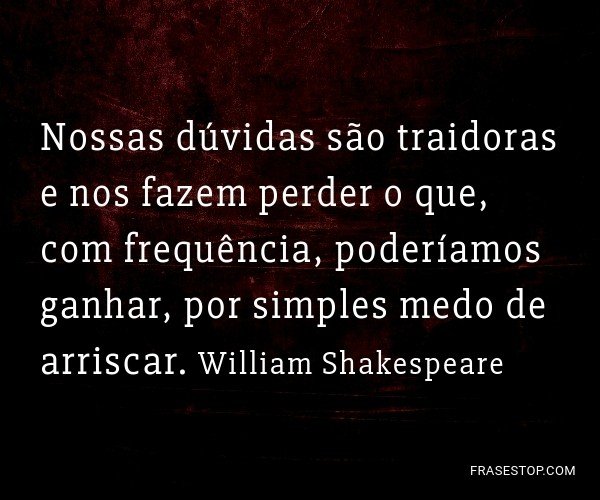 Nossas dúvidas são traidoras
e nos fazem perder o que,
com frequência, poderíamos
ganhar, por simples medo de
arriscar. William Shakespeare
FRASESTOP.COM